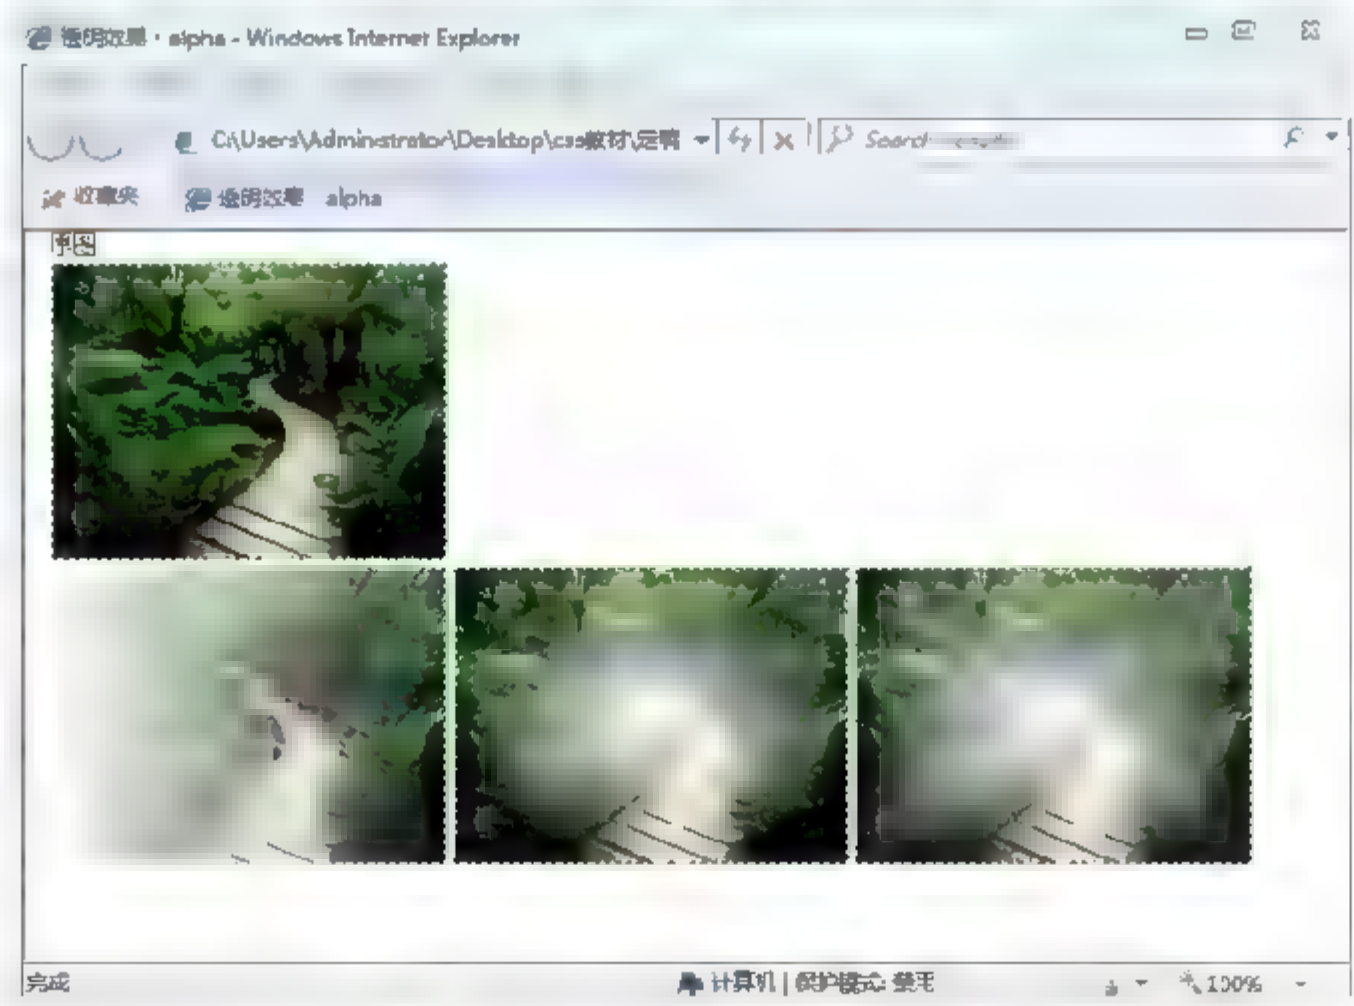 透明效果 - alpha - Windows Internet Explorer
C:\Users\Administrator\Desktop\css教材\定稿
Search
收藏夹 透明效果 alpha
原图
完成 计算机 | 保护模式: 禁用 100%